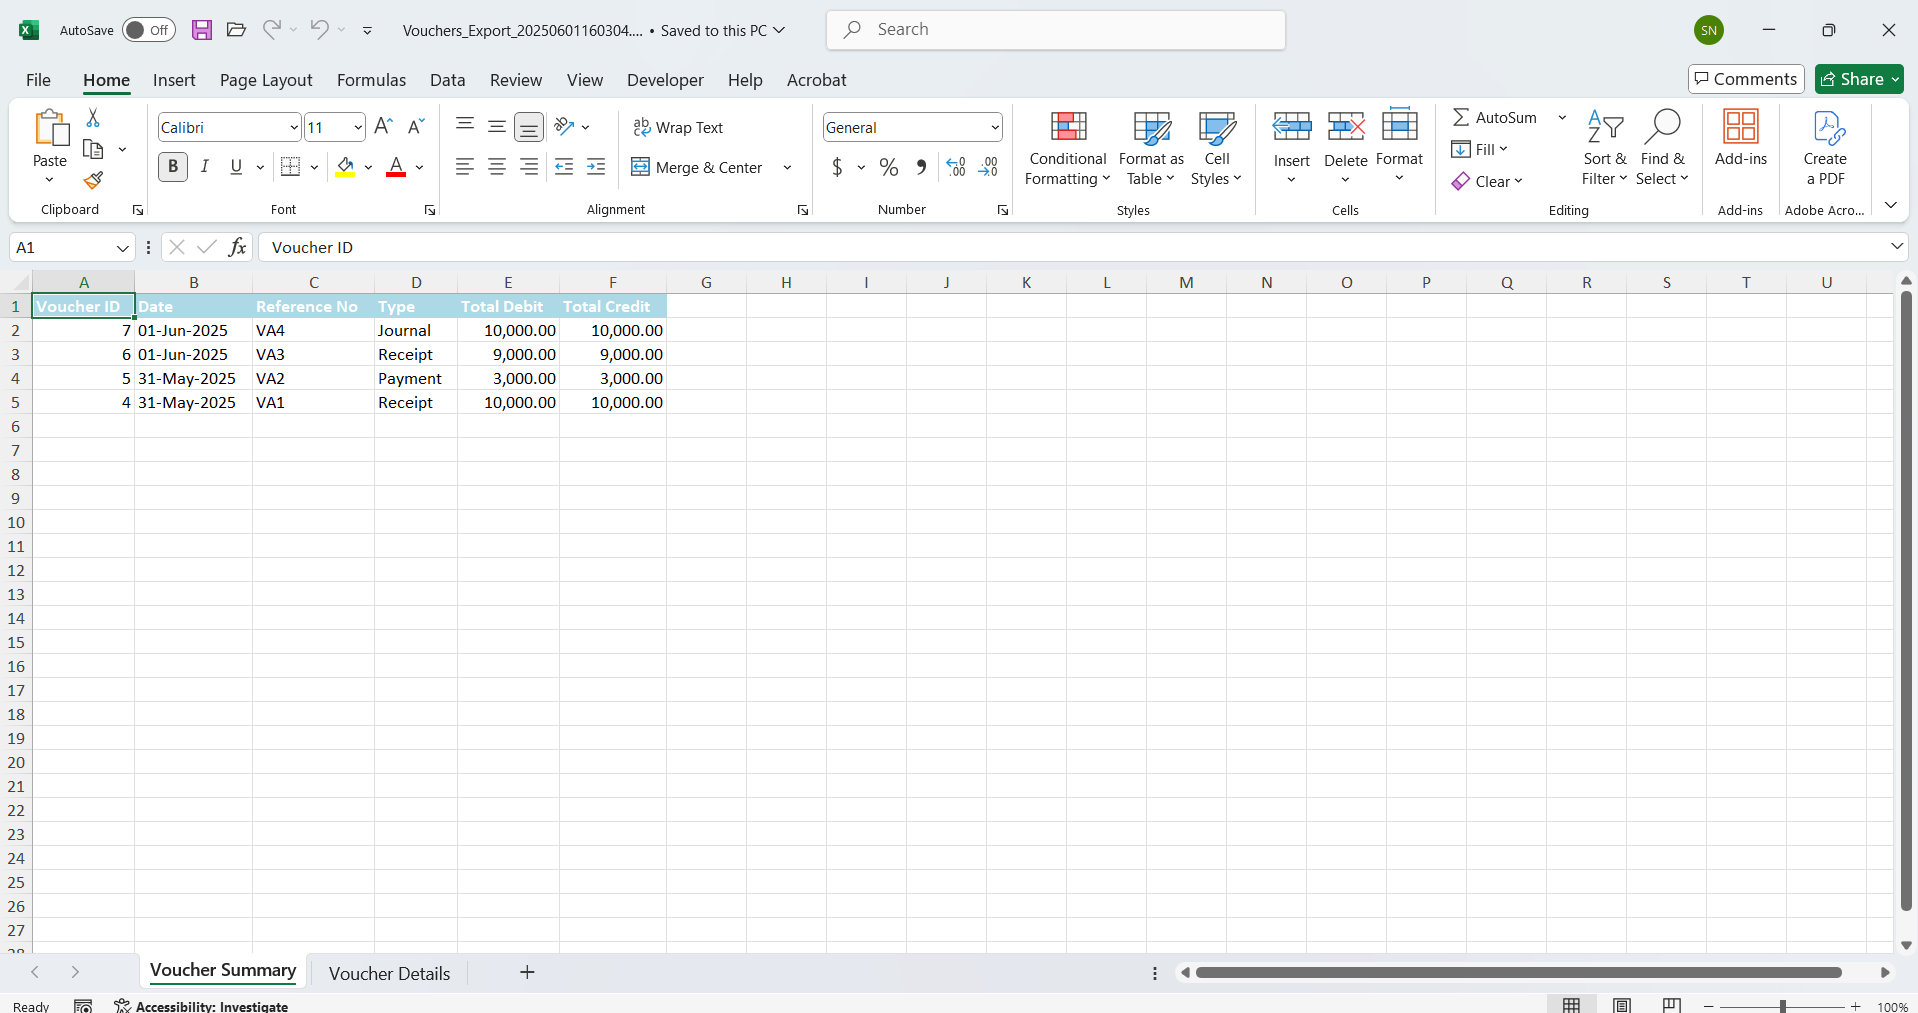 AutoSave Off Vouchers_Export_20250601160304.... • Saved to this PC Search SN
File Home Insert Page Layout Formulas Data Review View Developer Help Acrobat Comments Share
Paste Calibri 11 A A ab Wrap Text General Conditional Formatting Format as Table Cell Styles Insert Delete Format AutoSum Fill Clear Sort & Filter Find & Select Add-ins Create a PDF
B I U A Merge & Center $ % 9 .00 .00
Clipboard Font Alignment Number Styles Cells Editing Add-ins Adobe Acro...
A1 fx Voucher ID
A B C D E F G H I J K L M N O P Q R S T U
1 Voucher ID Date Reference No Type Total Debit Total Credit
2 7 01-Jun-2025 VA4 Journal 10,000.00 10,000.00
3 6 01-Jun-2025 VA3 Receipt 9,000.00 9,000.00
4 5 31-May-2025 VA2 Payment 3,000.00 3,000.00
5 4 31-May-2025 VA1 Receipt 10,000.00 10,000.00
6
7
8
9
10
11
12
13
14
15
16
17
18
19
20
21
22
23
24
25
26
27
28
Voucher Summary Voucher Details +
Ready Accessibility: Investigate 100%